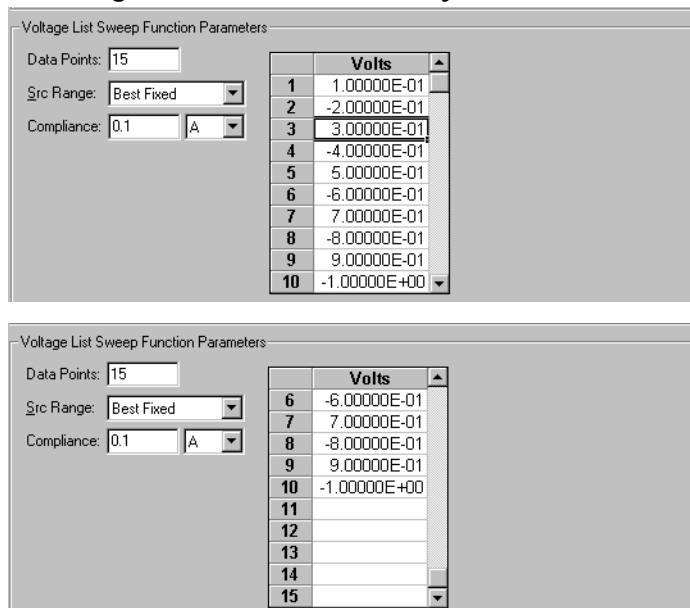 Voltage List Sweep Function Parameters
Data Points: 15
Src Range: Best Fixed
Compliance: 0.1 A
Volts
1 1.00000E-01
2 -2.00000E-01
3 3.00000E-01
4 -4.00000E-01
5 5.00000E-01
6 -6.00000E-01
7 7.00000E-01
8 -8.00000E-01
9 9.00000E-01
10 -1.00000E+00
Voltage List Sweep Function Parameters
Data Points: 15
Src Range: Best Fixed
Compliance: 0.1 A
Volts
6 -6.00000E-01
7 7.00000E-01
8 -8.00000E-01
9 9.00000E-01
10 -1.00000E+00
11
12
13
14
15